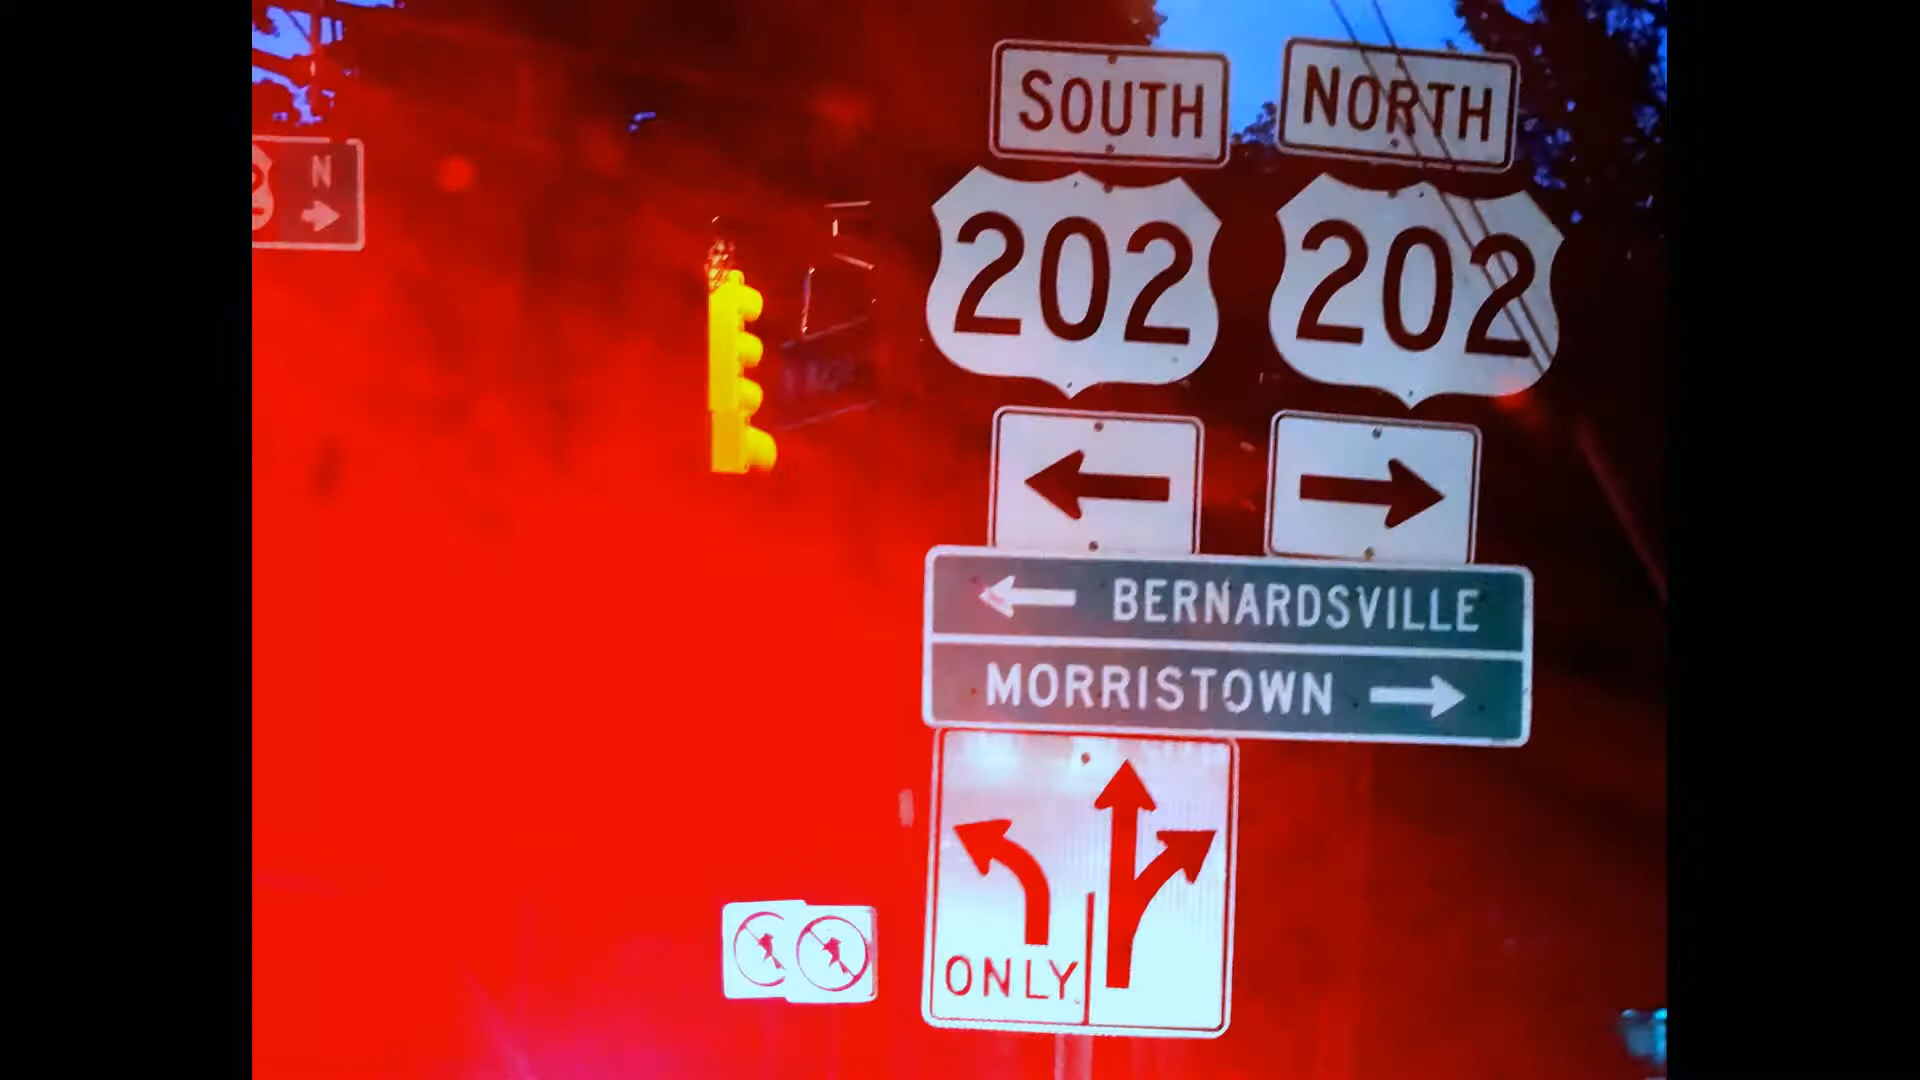 SOUTH
NORTH
N
202
202
BERNARDSVILLE
MORRISTOWN
ONLY